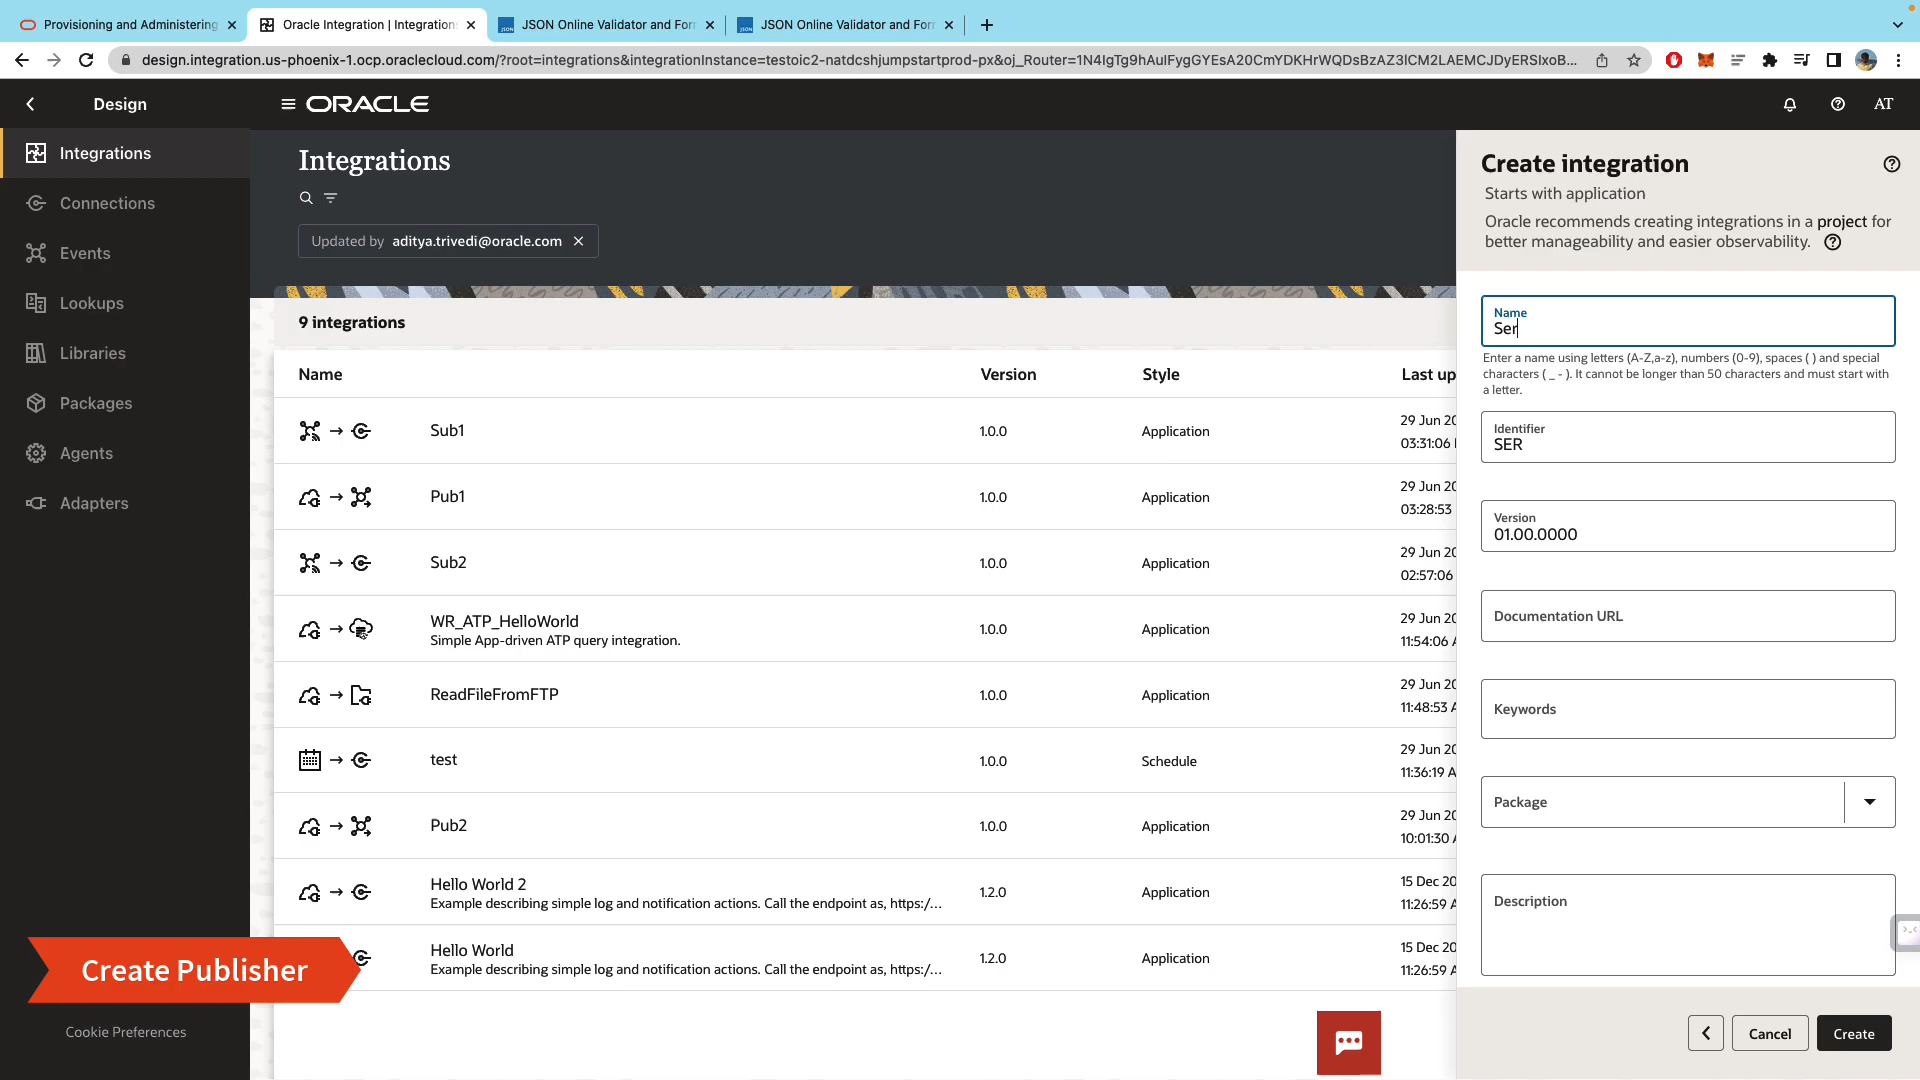 Provisioning and Administering
Oracle Integration | Integration
JSON Online Validator and For
JSON Online Validator and For
design.integration.us-phoenix-1.ocp.oraclecloud.com/?root=integrations&integrationInstance=testoic2-natdcshjumpstartprod-px&oj_Router=1N4IgTg9hAuIFygGYEsA20CmYDKHrWQDsBzAZ3ICM2LAEMCJDyERSIxoB...
Design
ORACLE
AT
Integrations
Connections
Events
Lookups
Libraries
Packages
Agents
Adapters
Cookie Preferences
Create Publisher
Integrations
Updated by aditya.trivedi@oracle.com
9 integrations
Name Version Style Last up
Sub1 1.0.0 Application 29 Jun 20
03:31:06
Pub1 1.0.0 Application 29 Jun 20
03:28:53
Sub2 1.0.0 Application 29 Jun 20
02:57:06
WR_ATP_HelloWorld 1.0.0 Application 29 Jun 20
Simple App-driven ATP query integration. 11:54:06 A
ReadFileFromFTP 1.0.0 Application 29 Jun 20
11:48:53 A
test 1.0.0 Schedule 29 Jun 20
11:36:19 A
Pub2 1.0.0 Application 29 Jun 20
10:01:30 A
Hello World 2 1.2.0 Application 15 Dec 20
Example describing simple log and notification actions. Call the endpoint as, https:/... 11:26:59 A
Hello World 1.2.0 Application 15 Dec 20
Example describing simple log and notification actions. Call the endpoint as, https:/... 11:26:59 A
Create integration
Starts with application
Oracle recommends creating integrations in a project for
better manageability and easier observability.
Name
Ser
Enter a name using letters (A-Z,a-z), numbers (0-9), spaces ( ) and special
characters ( _ - ). It cannot be longer than 50 characters and must start with
a letter.
Identifier
SER
Version
01.00.0000
Documentation URL
Keywords
Package
Description
Cancel
Create